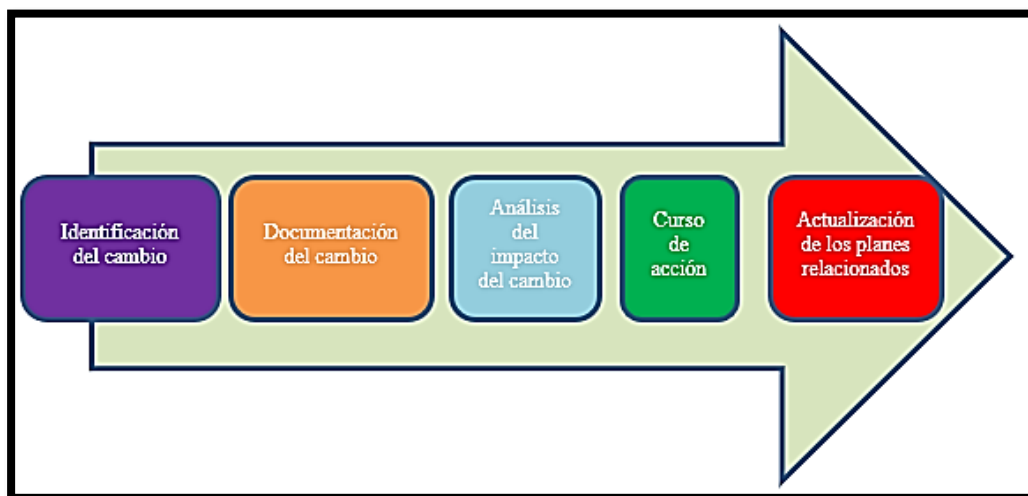 Identificación
del cambio
Documentación
del cambio
Análisis
del
impacto
del cambio
Curso
de
acción
Actualización
de los planes
relacionados